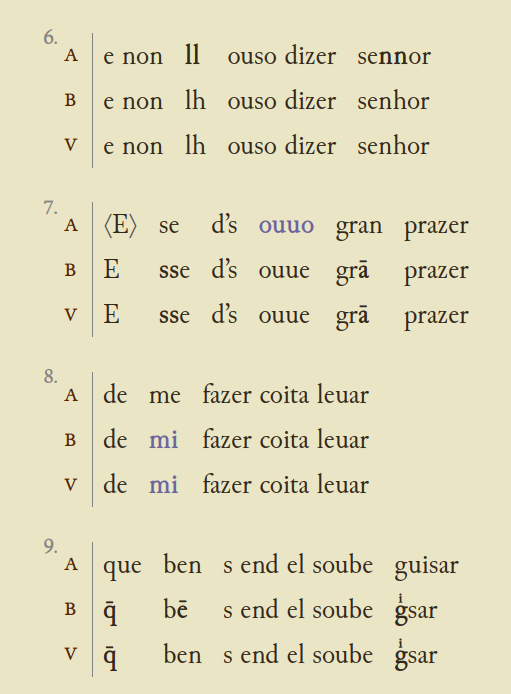 6.
A e non ll ouso dizer sennor
B e non lh ouso dizer senhor
V e non lh ouso dizer senhor
7.
A ⟨E⟩ se d’s ouuo gran prazer
B E sse d’s ouue grā prazer
V E sse d’s ouue grā prazer
8.
A de me fazer coita leuar
B de mi fazer coita leuar
V de mi fazer coita leuar
9.
A que ben s end el soube guisar
B q̄ bē s end el soube gͥsar
V q̄ ben s end el soube gͥsar